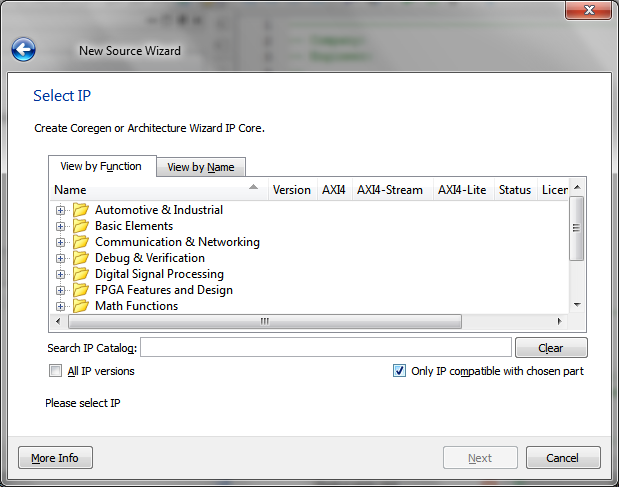 -- Company:
-- Engineer:
New Source Wizard
Select IP
Create Coregen or Architecture Wizard IP Core.
View by Function View by Name
Name Version AXI4 AXI4-Stream AXI4-Lite Status Licen
Automotive & Industrial
Basic Elements
Communication & Networking
Debug & Verification
Digital Signal Processing
FPGA Features and Design
Math Functions
Search IP Catalog: Clear
All IP versions Only IP compatible with chosen part
Please select IP
More Info Next Cancel